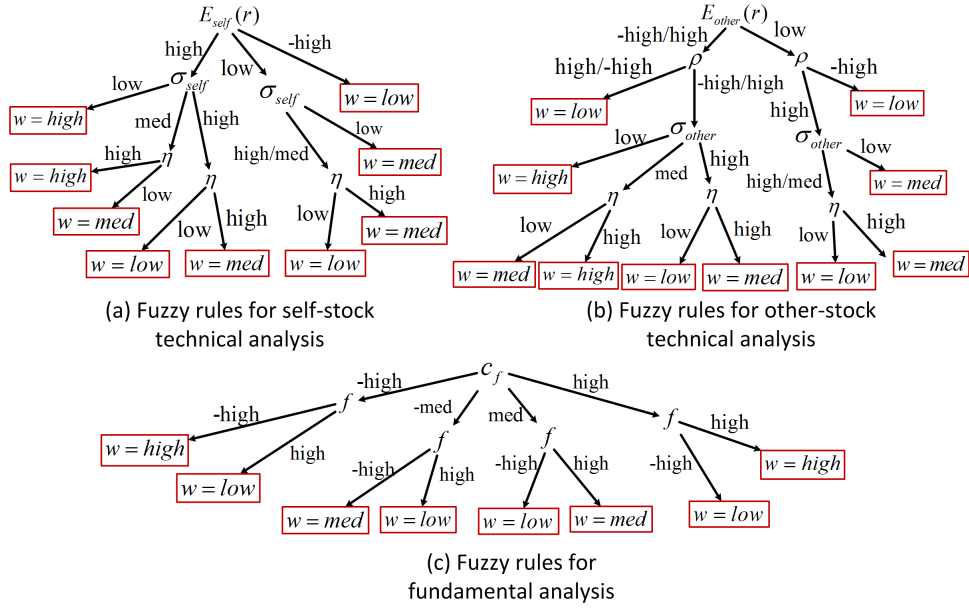 E_self (r)
high
low
-high
low
σ_self
w = high
med
high
σ_self
w = low
low
w = med
high
η
w = high
low
w = med
η
low
high
w = low
w = med
high/med
η
low
high
w = med
w = low
(a) Fuzzy rules for self-stock
technical analysis
E_other (r)
-high/high
low
ρ
ρ
high/-high
-high/high
-high
w = low
w = low
high
σ_other
σ_other
low
med
high
w = high
low
w = med
high/med
η
η
η
low
high
low
high
low
high
w = med
w = high
w = low
w = med
w = low
w = med
(b) Fuzzy rules for other-stock
technical analysis
c_f
-high
-med
med
high
f
f
f
f
-high
high
w = high
w = low
-high
high
w = med
w = low
-high
high
w = low
w = med
-high
high
w = low
w = high
(c) Fuzzy rules for
fundamental analysis